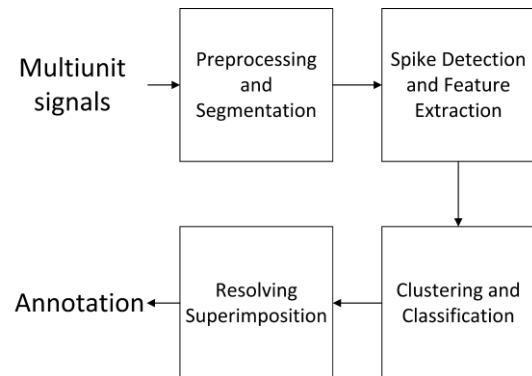 Multiunit
signals
Preprocessing
and
Segmentation
Spike Detection
and Feature
Extraction
Clustering and
Classification
Resolving
Superimposition
Annotation